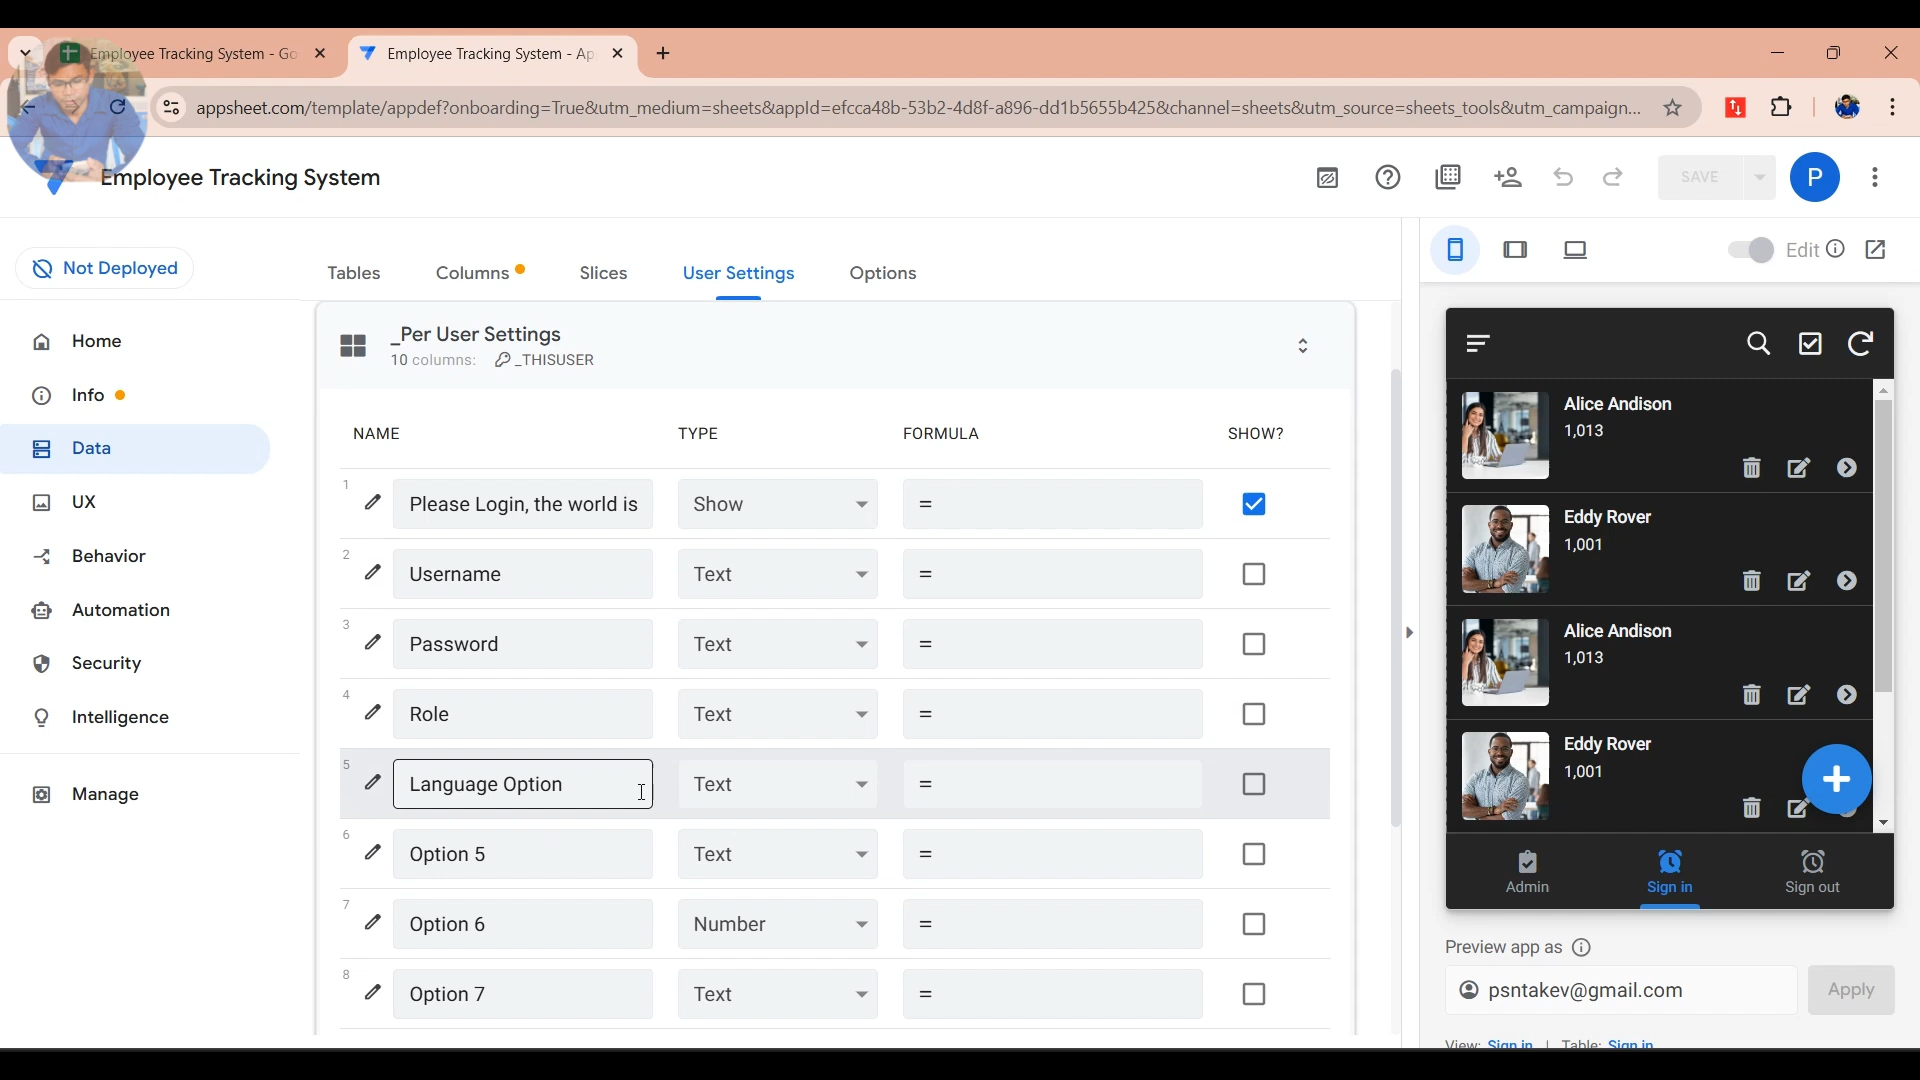 Employee Tracking System - Go
Employee Tracking System - Ap
appsheet.com/template/appdef?onboarding=True&utm_medium=sheets&appId=efcca48b-53b2-4d8f-a896-dd1b5655b425&channel=sheets&utm_source=sheets_tools&utm_campaign...
Employee Tracking System
SAVE
P
Not Deployed
Home
Info
Data
UX
Behavior
Automation
Security
Intelligence
Manage
Tables
Columns
Slices
User Settings
Options
_Per User Settings
10 columns: _THISUSER
NAME TYPE FORMULA SHOW?
1 Please Login, the world is Show =
2 Username Text =
3 Password Text =
4 Role Text =
5 Language Option Text =
6 Option 5 Text =
7 Option 6 Number =
8 Option 7 Text =
Edit
Alice Andison
1,013
Eddy Rover
1,001
Alice Andison
1,013
Eddy Rover
1,001
Admin
Sign in
Sign out
Preview app as
psntakev@gmail.com
Apply
View: Sign in | Table: Sign in